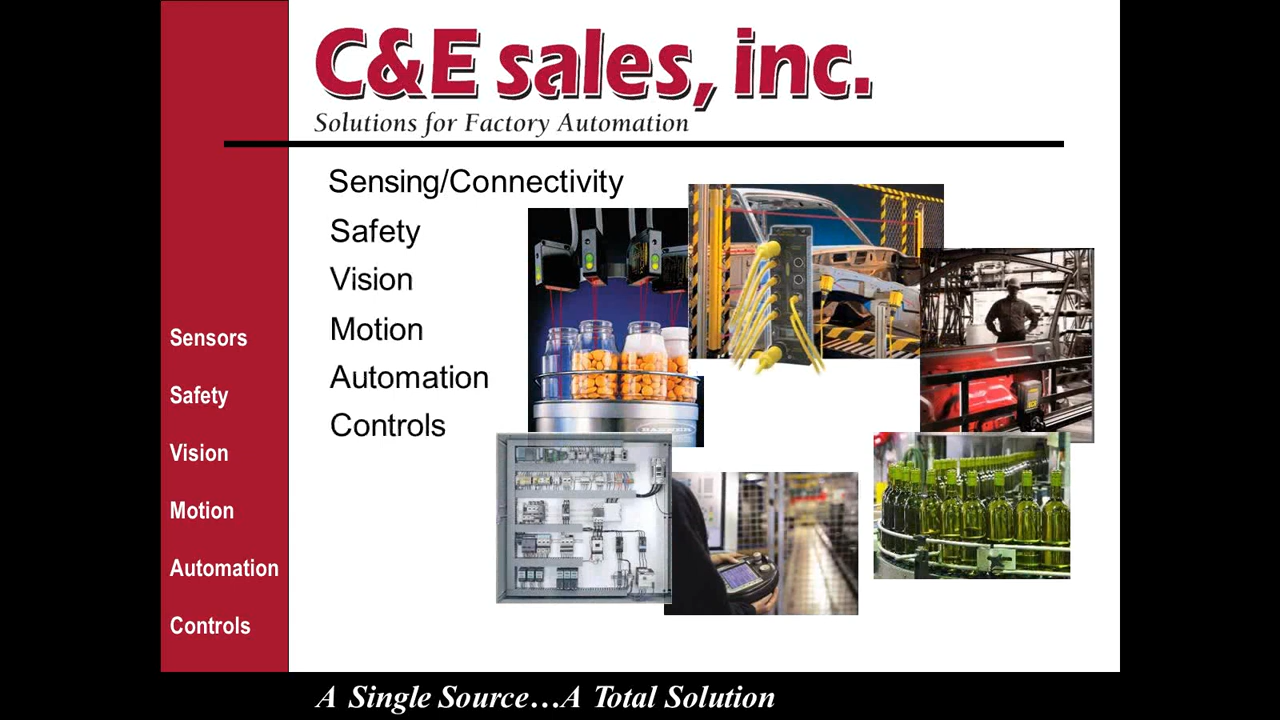 C&E sales, inc.
Solutions for Factory Automation
Sensing/Connectivity
Safety
Vision
Motion
Automation
Controls
Sensors
Safety
Vision
Motion
Automation
Controls
BANNER
A Single Source…A Total Solution